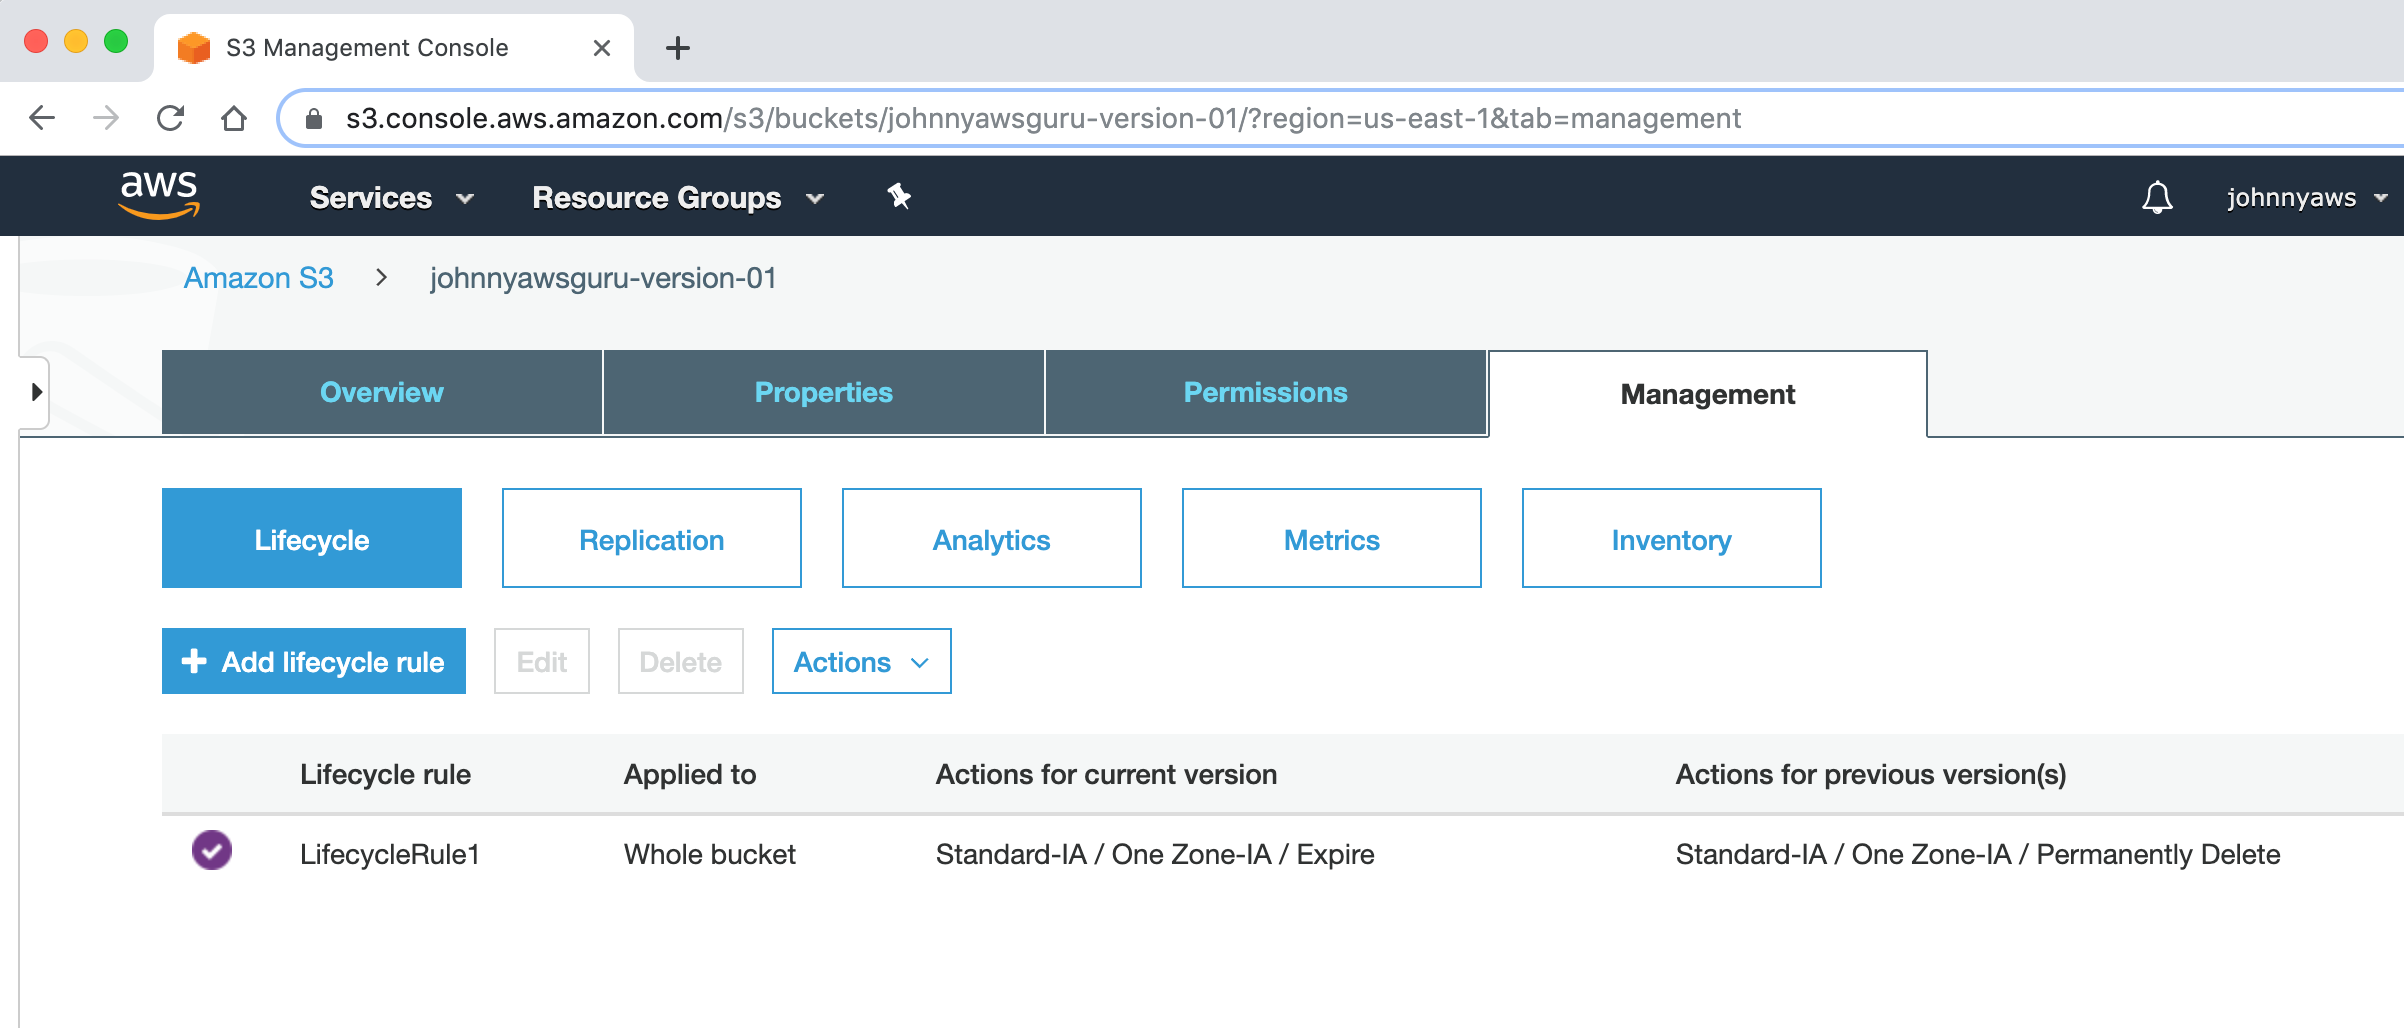 S3 Management Console
s3.console.aws.amazon.com/s3/buckets/johnnyawsguru-version-01/?region=us-east-1&tab=management
aws Services Resource Groups johnnyaws
Amazon S3 > johnnyawsguru-version-01
Overview Properties Permissions Management
Lifecycle Replication Analytics Metrics Inventory
Add lifecycle rule Edit Delete Actions
Lifecycle rule Applied to Actions for current version Actions for previous version(s)
LifecycleRule1 Whole bucket Standard-IA / One Zone-IA / Expire Standard-IA / One Zone-IA / Permanently Delete